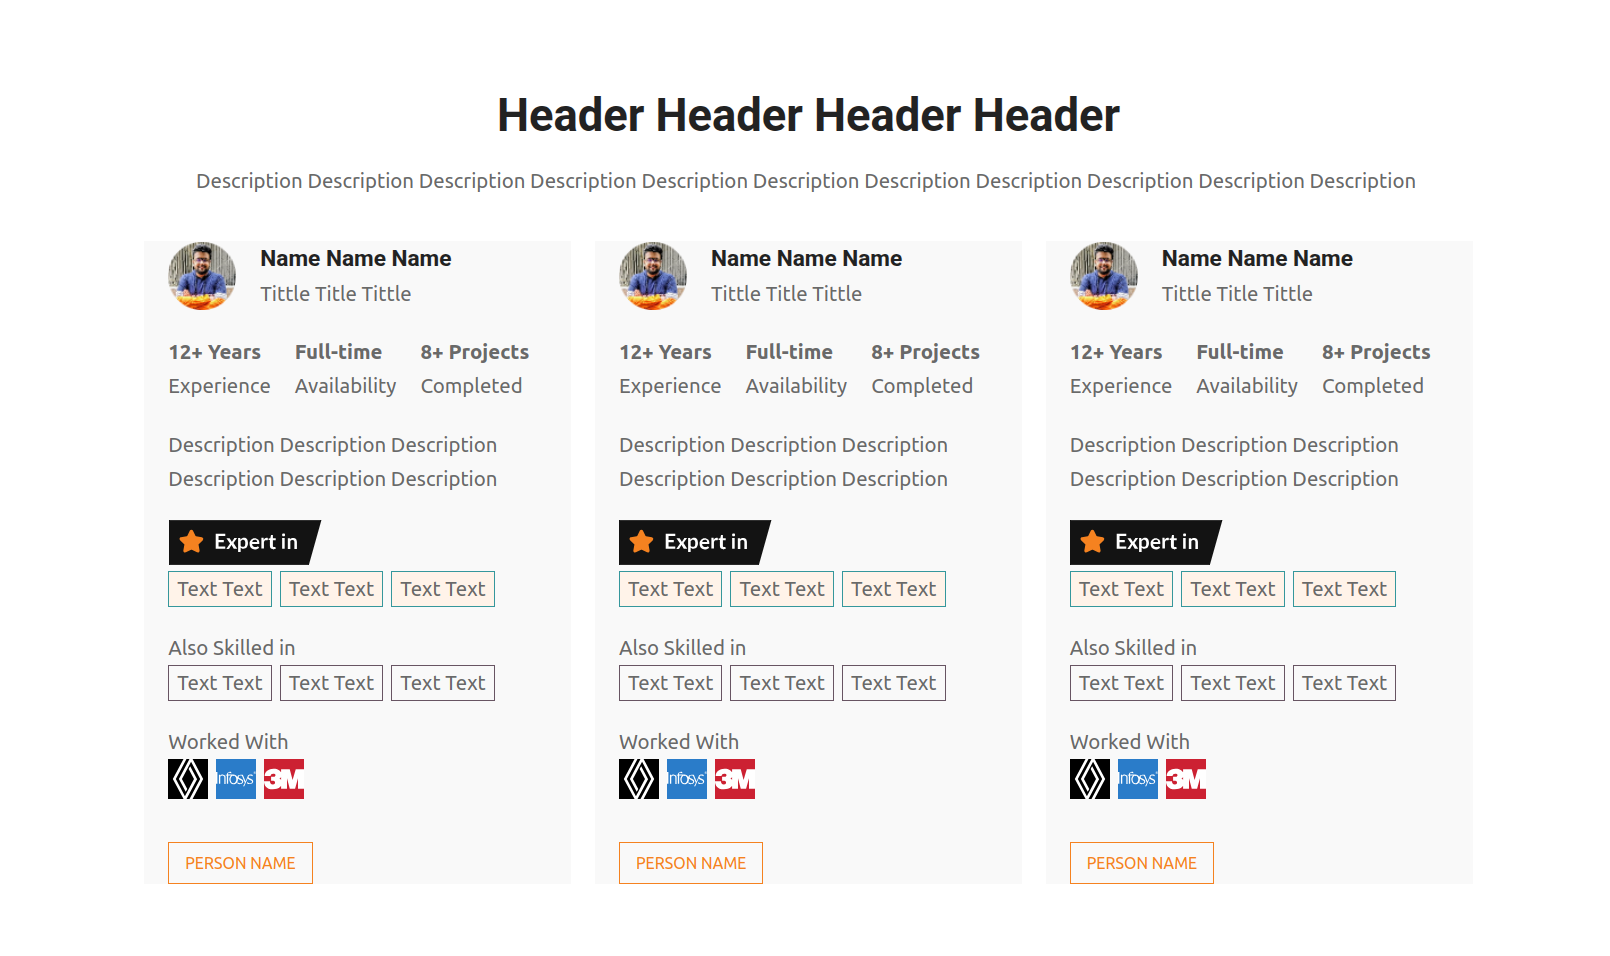 Header Header Header Header
Description Description Description Description Description Description Description Description Description Description Description
Name Name Name
Tittle Title Tittle
12+ Years Full-time 8+ Projects
Experience Availability Completed
Description Description Description
Description Description Description
Expert in
Text Text Text Text Text Text
Also Skilled in
Text Text Text Text Text Text
Worked With
Infosys 3M
PERSON NAME
Name Name Name
Tittle Title Tittle
12+ Years Full-time 8+ Projects
Experience Availability Completed
Description Description Description
Description Description Description
Expert in
Text Text Text Text Text Text
Also Skilled in
Text Text Text Text Text Text
Worked With
Infosys 3M
PERSON NAME
Name Name Name
Tittle Title Tittle
12+ Years Full-time 8+ Projects
Experience Availability Completed
Description Description Description
Description Description Description
Expert in
Text Text Text Text Text Text
Also Skilled in
Text Text Text Text Text Text
Worked With
Infosys 3M
PERSON NAME